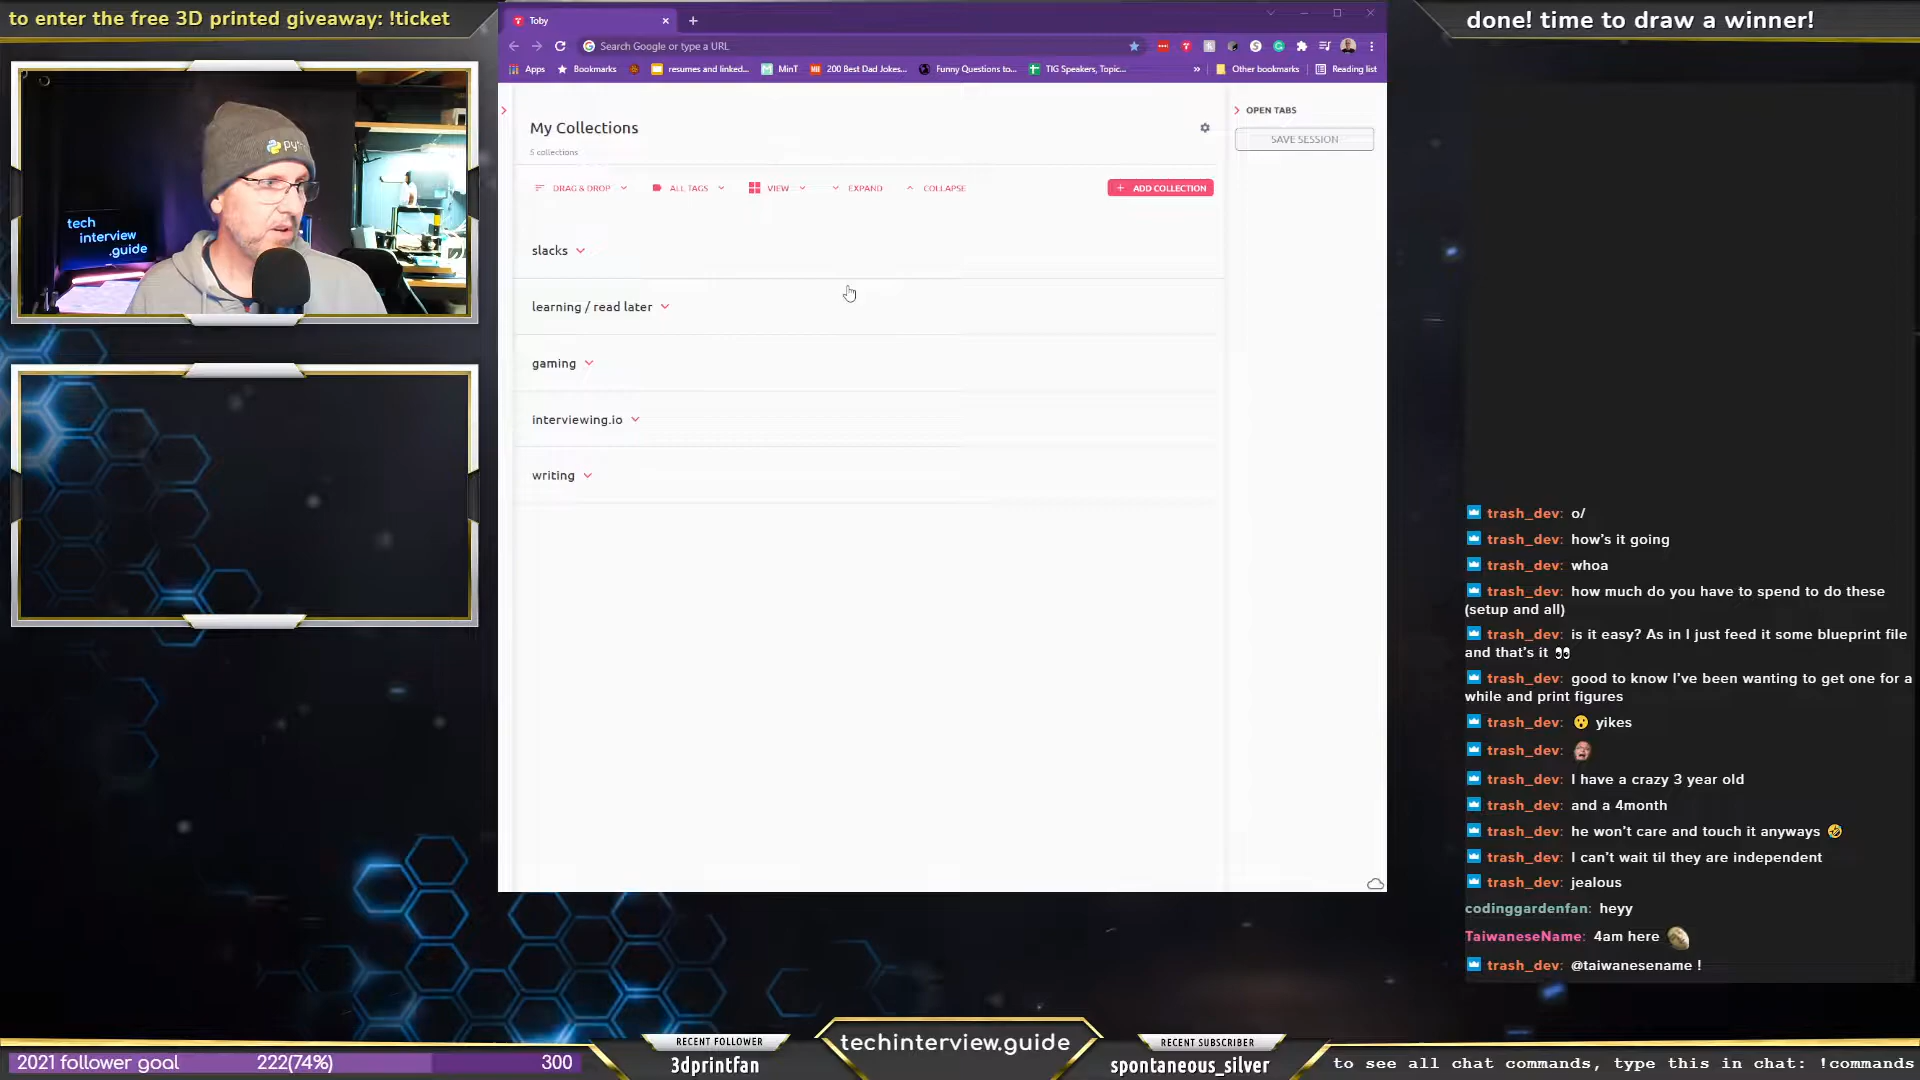 to enter the free 3D printed giveaway: !ticket
done! time to draw a winner!
tech
interview
.guide
Toby
Search Google or type a URL
Apps
Bookmarks
resumes and linked...
MinT
200 Best Dad Jokes...
Funny Questions to...
TIG Speakers, Topic...
»
Other bookmarks
Reading list
My Collections
5 collections
DRAG & DROP
ALL TAGS
VIEW
EXPAND
COLLAPSE
+ ADD COLLECTION
OPEN TABS
SAVE SESSION
slacks
learning / read later
gaming
interviewing.io
writing
trash_dev: o/
trash_dev: how's it going
trash_dev: whoa
trash_dev: how much do you have to spend to do these
(setup and all)
trash_dev: is it easy? As in I just feed it some blueprint file
and that's it 👀
trash_dev: good to know I've been wanting to get one for a
while and print figures
trash_dev: 😲 yikes
trash_dev:
trash_dev: I have a crazy 3 year old
trash_dev: and a 4month
trash_dev: he won't care and touch it anyways 🤣
trash_dev: I can't wait til they are independent
trash_dev: jealous
codinggardenfan: heyy
TaiwaneseName: 4am here
trash_dev: @taiwanesename !
2021 follower goal
222(74%)
300
RECENT FOLLOWER
3dprintfan
techinterview.guide
RECENT SUBSCRIBER
spontaneous_silver
to see all chat commands, type this in chat: !commands